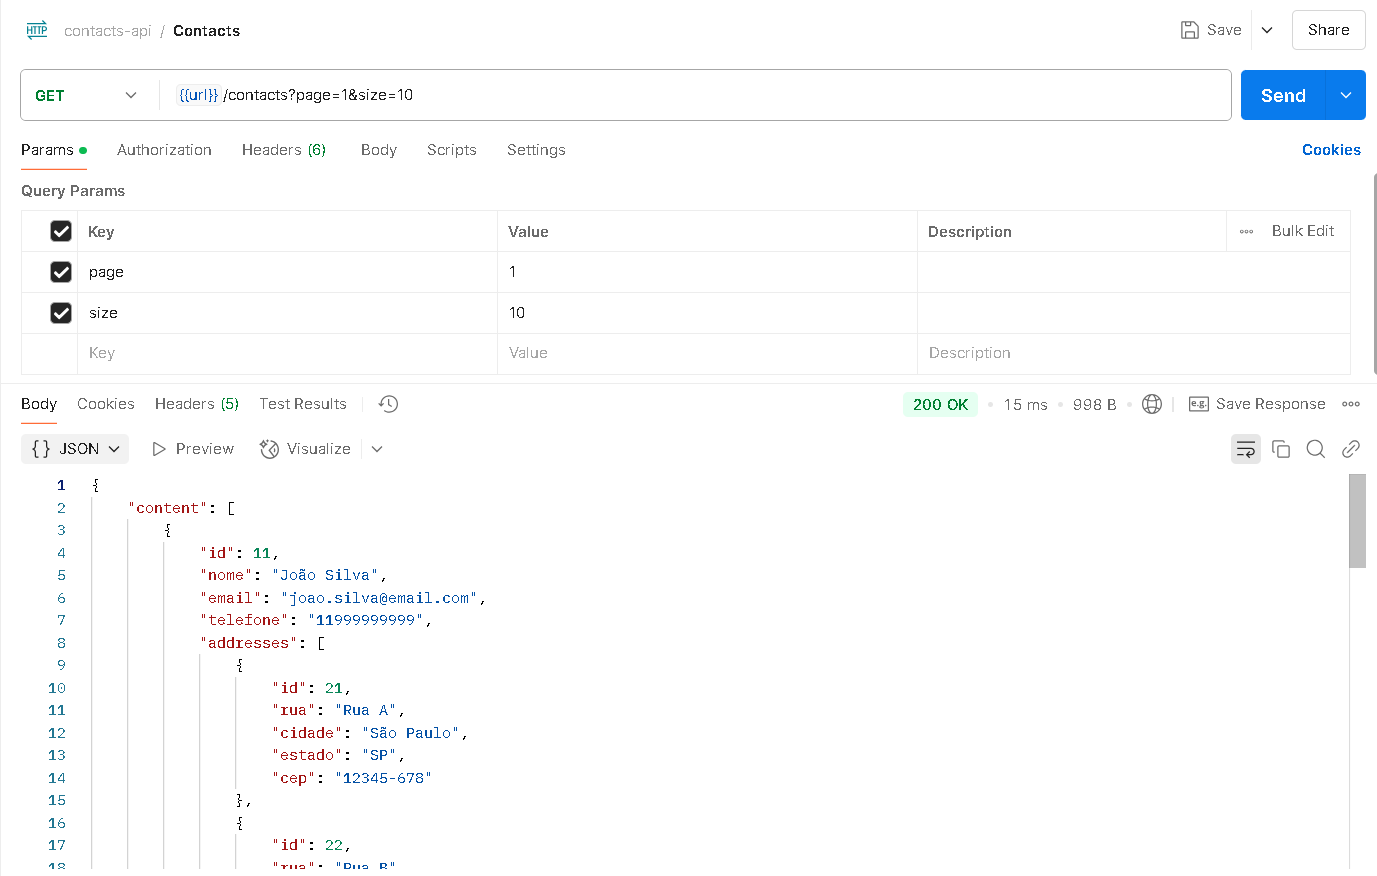 HTTP contacts-api / Contacts Save Share
GET {{url}} /contacts?page=1&size=10 Send
Params Authorization Headers (6) Body Scripts Settings Cookies
Query Params
Key Value Description Bulk Edit
page 1
size 10
Key Value Description
Body Cookies Headers (5) Test Results 200 OK 15 ms 998 B e.g. Save Response
{} JSON Preview Visualize
1 {
2 "content": [
3 {
4 "id": 11,
5 "nome": "João Silva",
6 "email": "joao.silva@email.com",
7 "telefone": "11999999999",
8 "addresses": [
9 {
10 "id": 21,
11 "rua": "Rua A",
12 "cidade": "São Paulo",
13 "estado": "SP",
14 "cep": "12345-678"
15 },
16 {
17 "id": 22,
18 "rua": "Rua B"